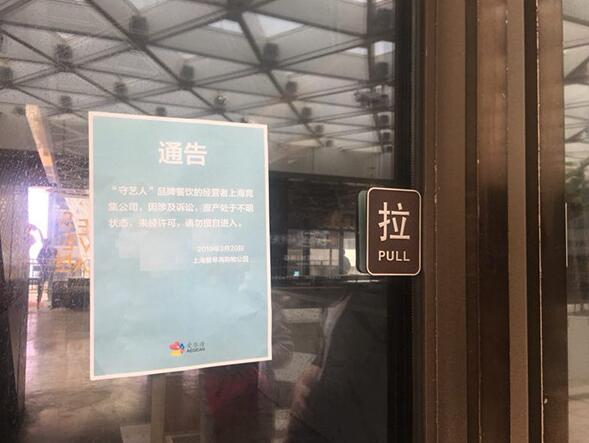 通告
“守艺人”品牌餐饮的经营者上海竞
集公司，因涉及诉讼，资产处于不明
状态，未经许可，请勿擅自进入。
2019年3月20日
上海爱琴海购物公园
爱琴海
AEGEAN
拉
PULL